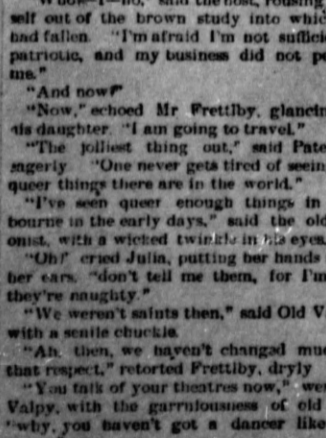 self out of the brown study into whic
had fallen. "I'm afraid I'm not suffici
patriotic, and my business did not pe
me."
"And now?"
"Now," echoed Mr Frettlby, glancin
his daughter. "I am going to travel."
"The jolliest thing out," said Pate
eagerly "One never gets tired of seein
queer things there are in the world."
"I've seen queer enough things in
bourne in the early days," said the old
onist, with a wicked twinkle in his eyes.
"Oh!" cried Julia, putting her hands
her ears, "don't tell me them, for I'm
they're naughty."
"We weren't saints then," said Old V
with a senile chuckle.
"Ah, then, we haven't changed muc
that respect," retorted Frettlby, dryly
"You talk of your theatres now," wen
Valpy, with the garrulousness of old
"why, you haven't got a dancer like